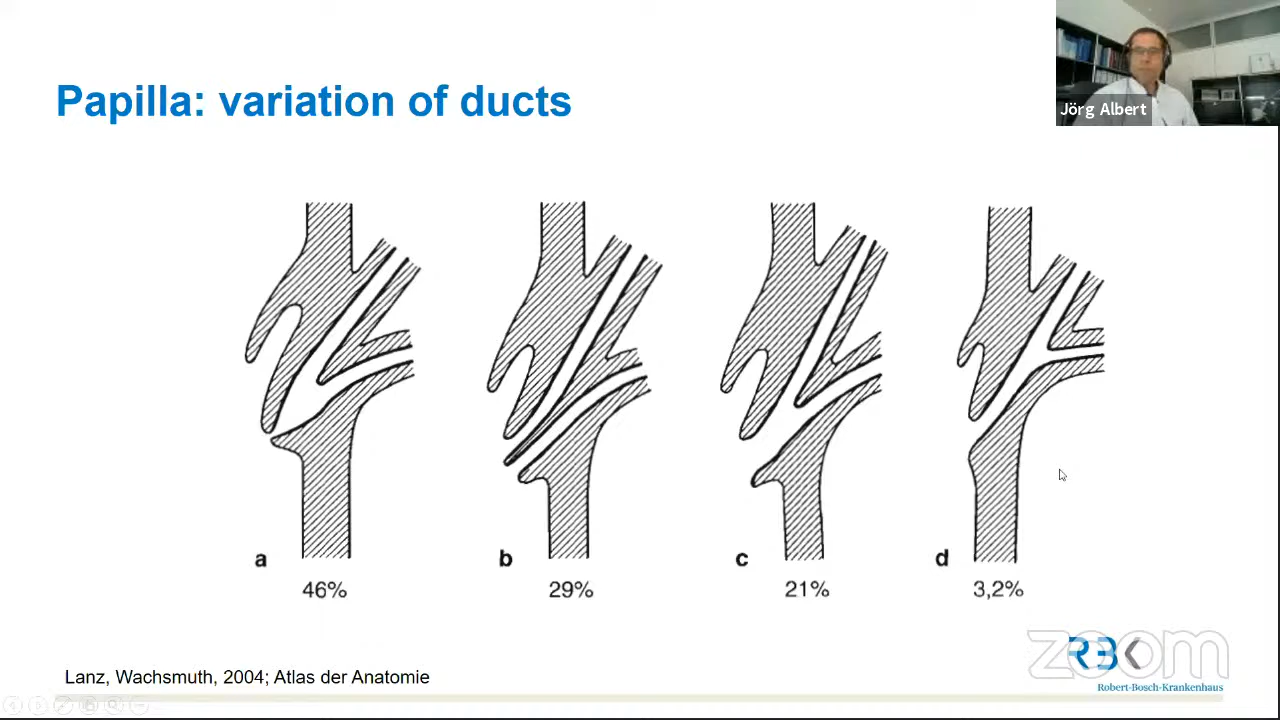 Papilla: variation of ducts
Jörg Albert
a
46%
b
29%
c
21%
d
3,2%
zoom
RBK
Robert-Bosch-Krankenhaus
Lanz, Wachsmuth, 2004; Atlas der Anatomie